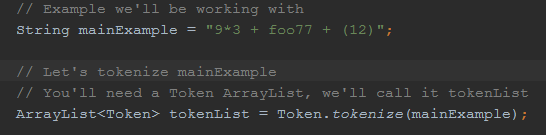 // Example we'll be working with
String mainExample = "9*3 + foo77 + (12)";
// Let's tokenize mainExample
// You'll need a Token ArrayList, we'll call it tokenList
ArrayList<Token> tokenList = Token.tokenize(mainExample);